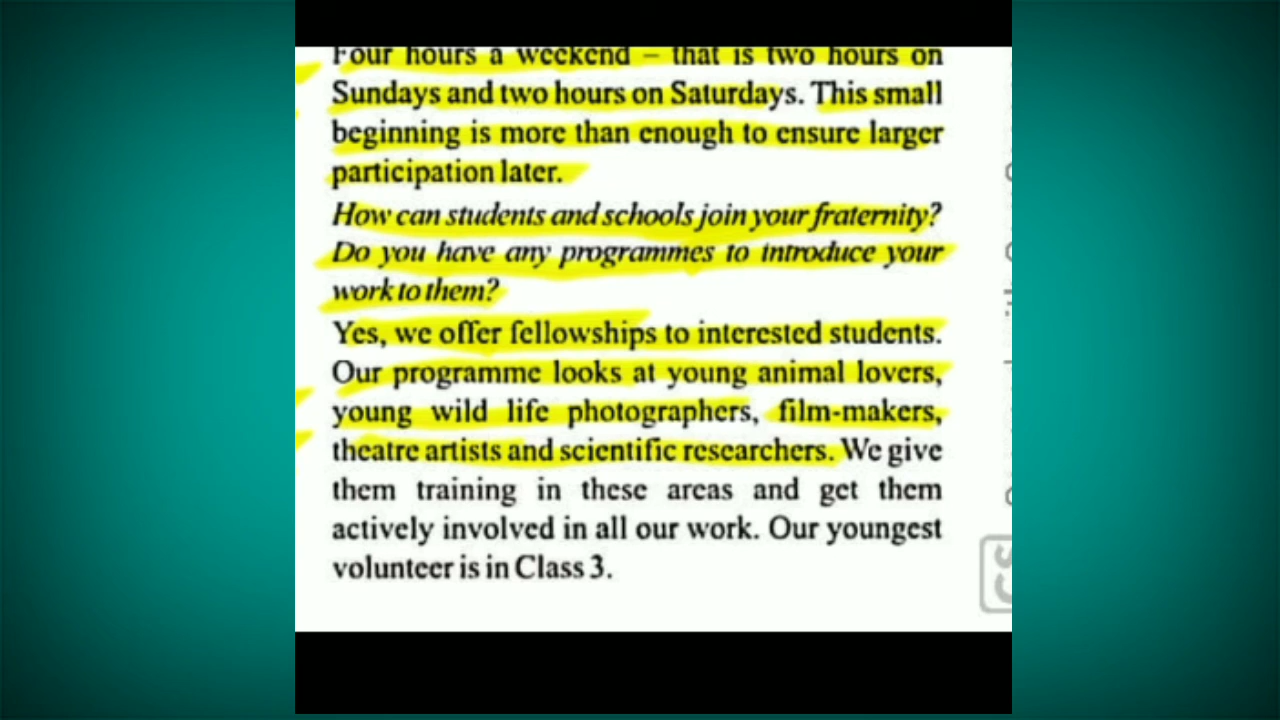 Four hours a weekend – that is two hours on
Sundays and two hours on Saturdays. This small
beginning is more than enough to ensure larger
participation later.
How can students and schools join your fraternity?
Do you have any programmes to introduce your
work to them?
Yes, we offer fellowships to interested students.
Our programme looks at young animal lovers,
young wild life photographers, film-makers,
theatre artists and scientific researchers. We give
them training in these areas and get them
actively involved in all our work. Our youngest
volunteer is in Class 3.
CS